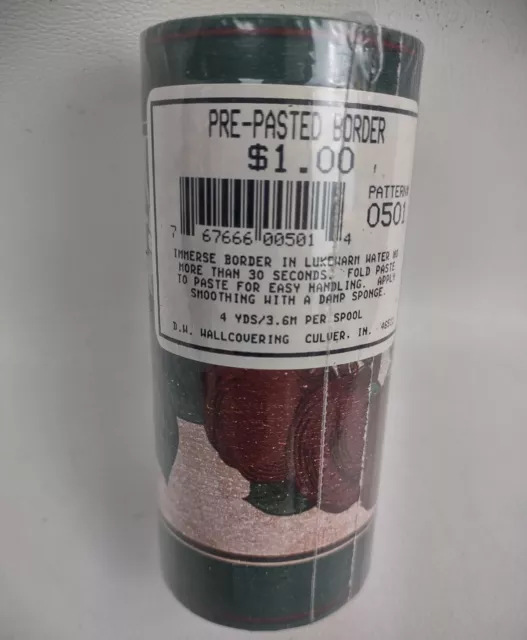 PRE-PASTED BORDER
$1.00
PATTERN#
0501
7 67666 00501 4
IMMERSE BORDER IN LUKEWARM WATER NO
MORE THAN 30 SECONDS. FOLD PASTE
TO PASTE FOR EASY HANDLING. APPLY
SMOOTHING WITH A DAMP SPONGE.
4 YDS/3.6M PER SPOOL
D.W. WALLCOVERING CULVER, IN.